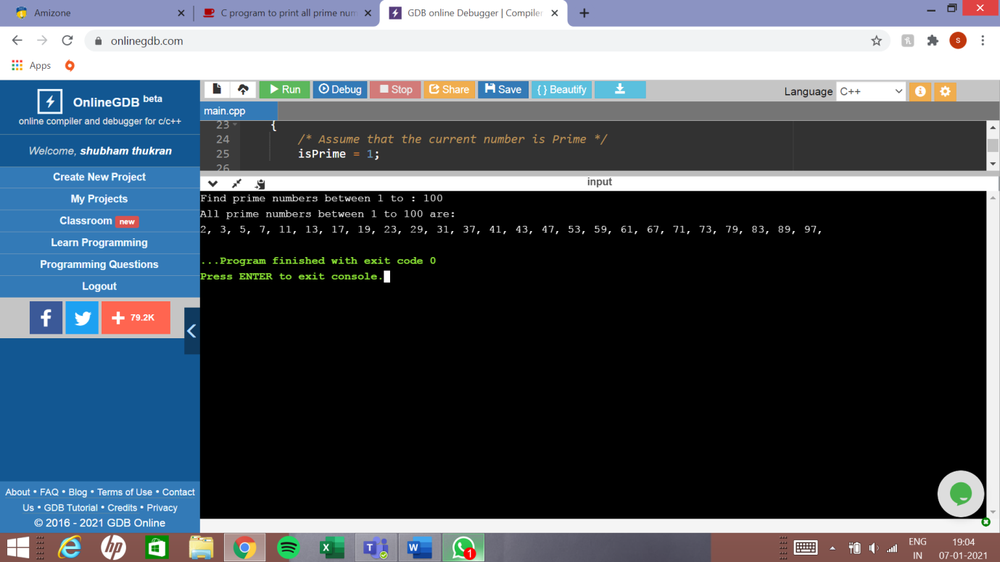 Amizone
C program to print all prime num
GDB online Debugger | Compiler
onlinegdb.com
Apps
OnlineGDB beta
online compiler and debugger for c/c++
Welcome, shubham thukran
Create New Project
My Projects
Classroom new
Learn Programming
Programming Questions
Logout
f
79.2K
About • FAQ • Blog • Terms of Use • Contact
Us • GDB Tutorial • Credits • Privacy
© 2016 - 2021 GDB Online
Run Debug Stop Share Save { } Beautify
Language C++
main.cpp
23 {
24 /* Assume that the current number is Prime */
25 isPrime = 1;
26
input
Find prime numbers between 1 to : 100
All prime numbers between 1 to 100 are:
2, 3, 5, 7, 11, 13, 17, 19, 23, 29, 31, 37, 41, 43, 47, 53, 59, 61, 67, 71, 73, 79, 83, 89, 97,
...Program finished with exit code 0
Press ENTER to exit console.
S
hp
X
T
W
1
ENG
IN
19:04
07-01-2021